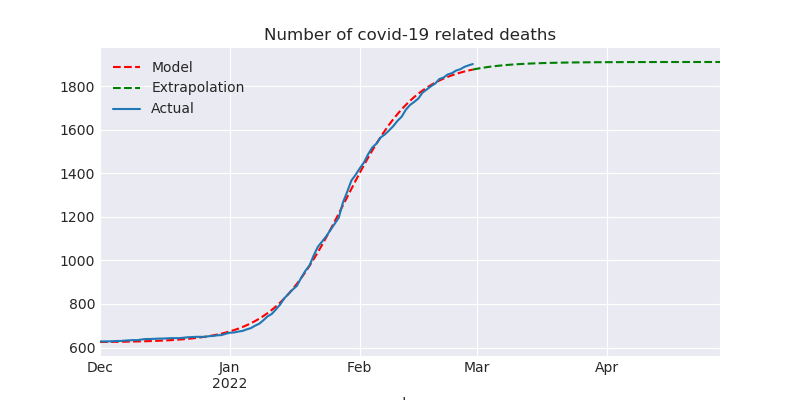 Number of covid-19 related deaths
Model
Extrapolation
Actual
1800
1600
1400
1200
1000
800
600
Dec
Jan
Feb
Mar
Apr
2022